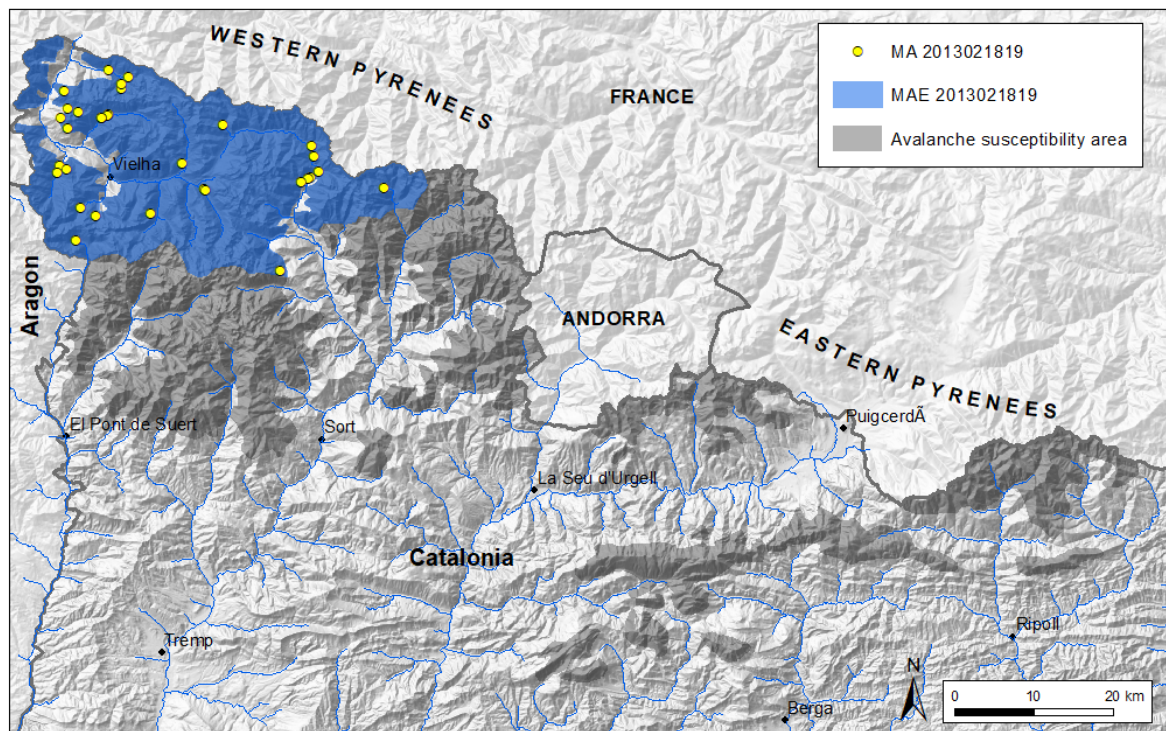 WESTERN PYRENEES
FRANCE
MA 2013021819
MAE 2013021819
Avalanche susceptibility area
Vielha
Aragon
ANDORRA
EASTERN PYRENEES
El Pont de Suert
Sort
PuigcerdÃ
La Seu d'Urgell
Catalonia
Tremp
Ripoll
Berga
N
0 10 20 km